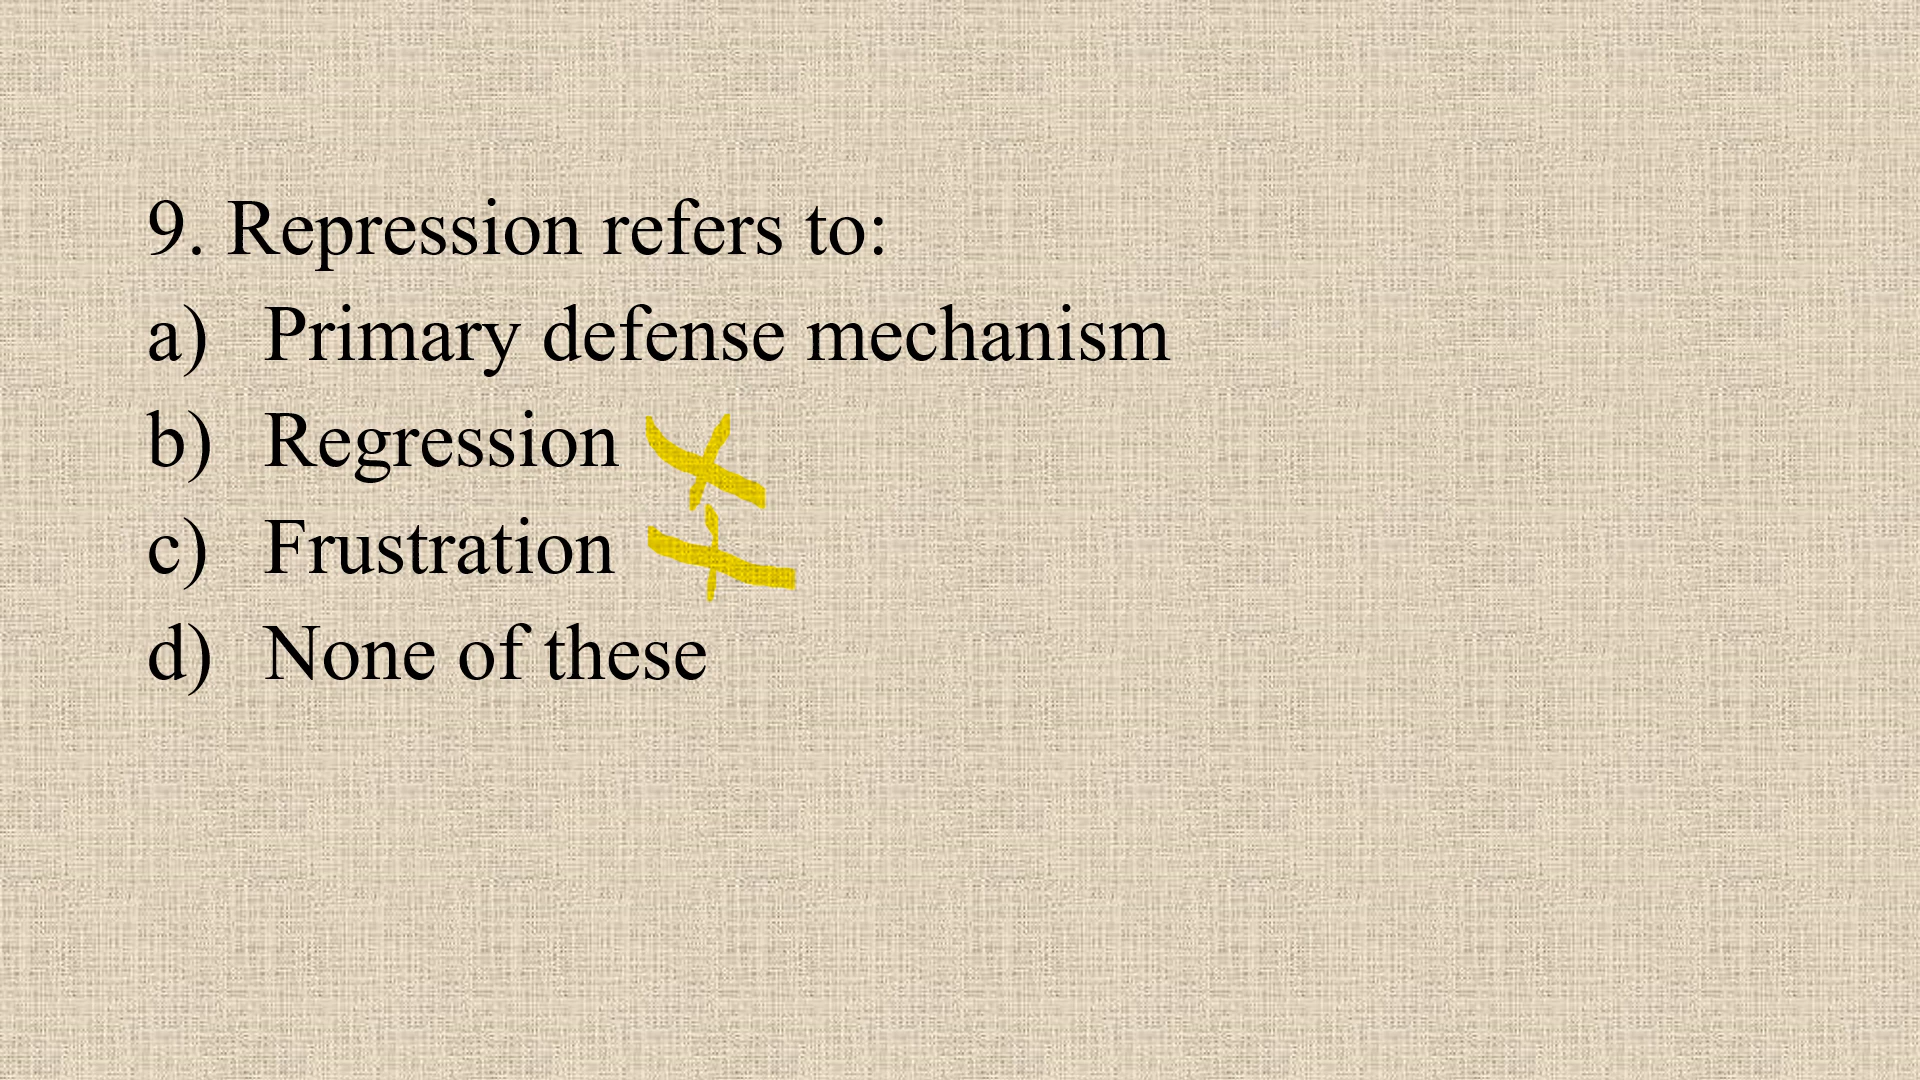 9. Repression refers to:
a) Primary defense mechanism
b) Regression
c) Frustration
d) None of these